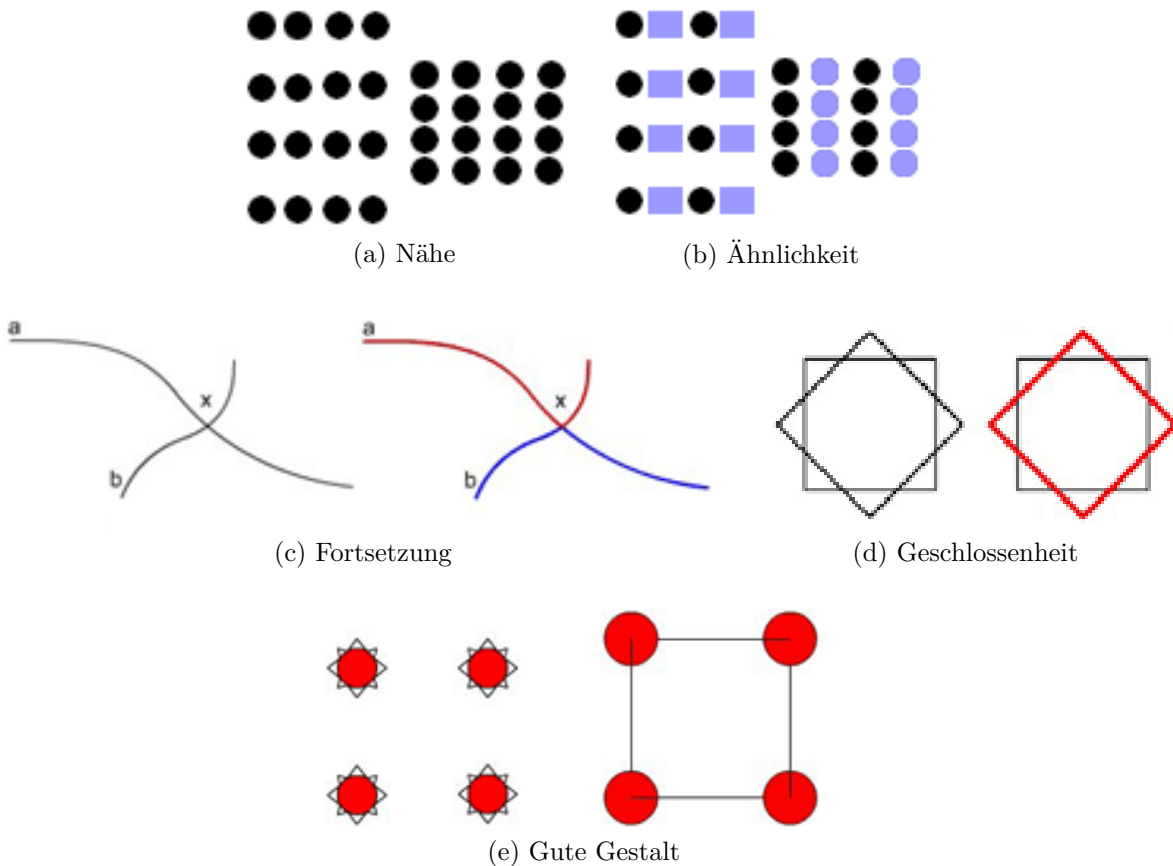 (a) Nähe
(b) Ähnlichkeit
a
x
b
a
x
b
(c) Fortsetzung
(d) Geschlossenheit
(e) Gute Gestalt